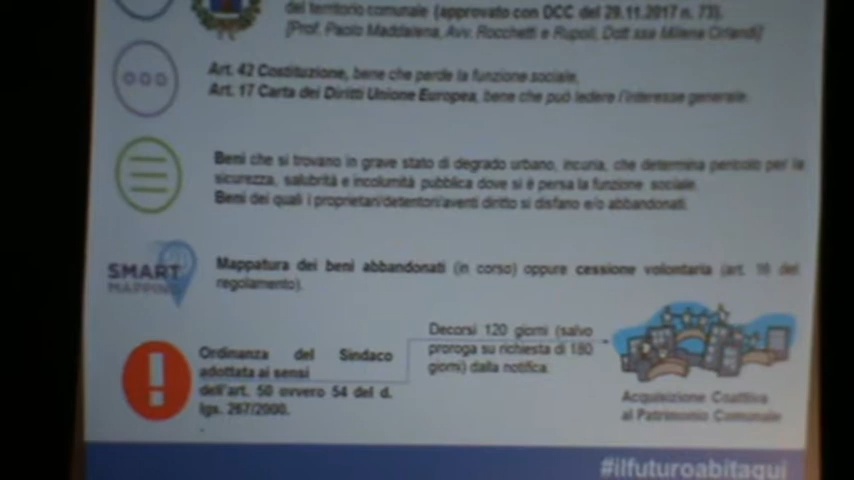 del territorio comunale (approvato con DCC del 29.11.2017 n. 73).
[Prof. Paolo Maddalena, Avv. Rocchetti e Rupoli, Dott ssa Milena Orlandi]
Art. 42 Costituzione, bene che perde la funzione sociale,
Art. 17 Carta dei Diritti Unione Europea, bene che può ledere l'interesse generale.
Beni che si trovano in grave stato di degrado urbano, incuria, che determina pericolo per la
sicurezza, salubrità e incolumità pubblica dove si è persa la funzione sociale.
Beni dei quali i proprietari/detentori/aventi diritto si disfano e/o abbandonati.
SMART
MAPPING
Mappatura dei beni abbandonati (in corso) oppure cessione volontaria (art. 16 del
regolamento).
Ordinanza del Sindaco
adottata ai sensi
dell'art. 50 ovvero 54 del d.
lgs. 267/2000.
Decorsi 120 giorni (salvo
proroga su richiesta di 180
giorni) dalla notifica.
Acquisizione Coattiva
al Patrimonio Comunale
#ilfuturoabitaqui